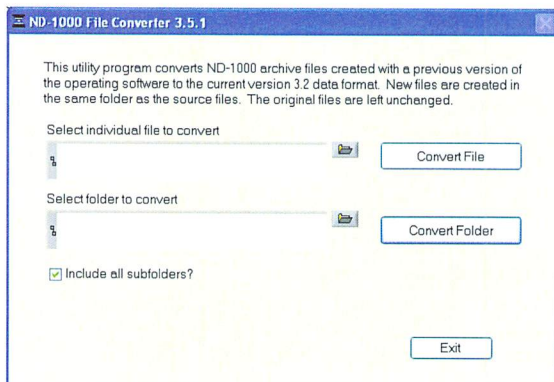 ND-1000 File Converter 3.5.1
This utility program converts ND-1000 archive files created with a previous version of
the operating software to the current version 3.2 data format. New files are created in
the same folder as the source files. The original files are left unchanged.
Select individual file to convert
Convert File
Select folder to convert
Convert Folder
Include all subfolders?
Exit